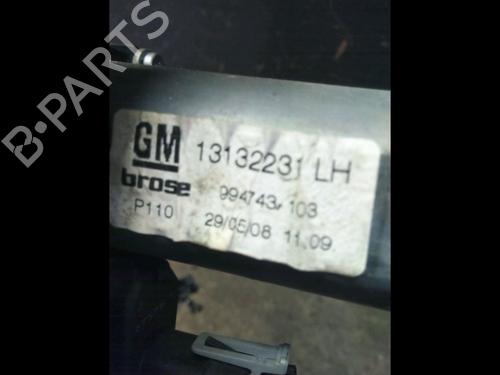 GM 13132231 LH
brose 994743-103
P110 29/05/08 11.09
B-PARTS